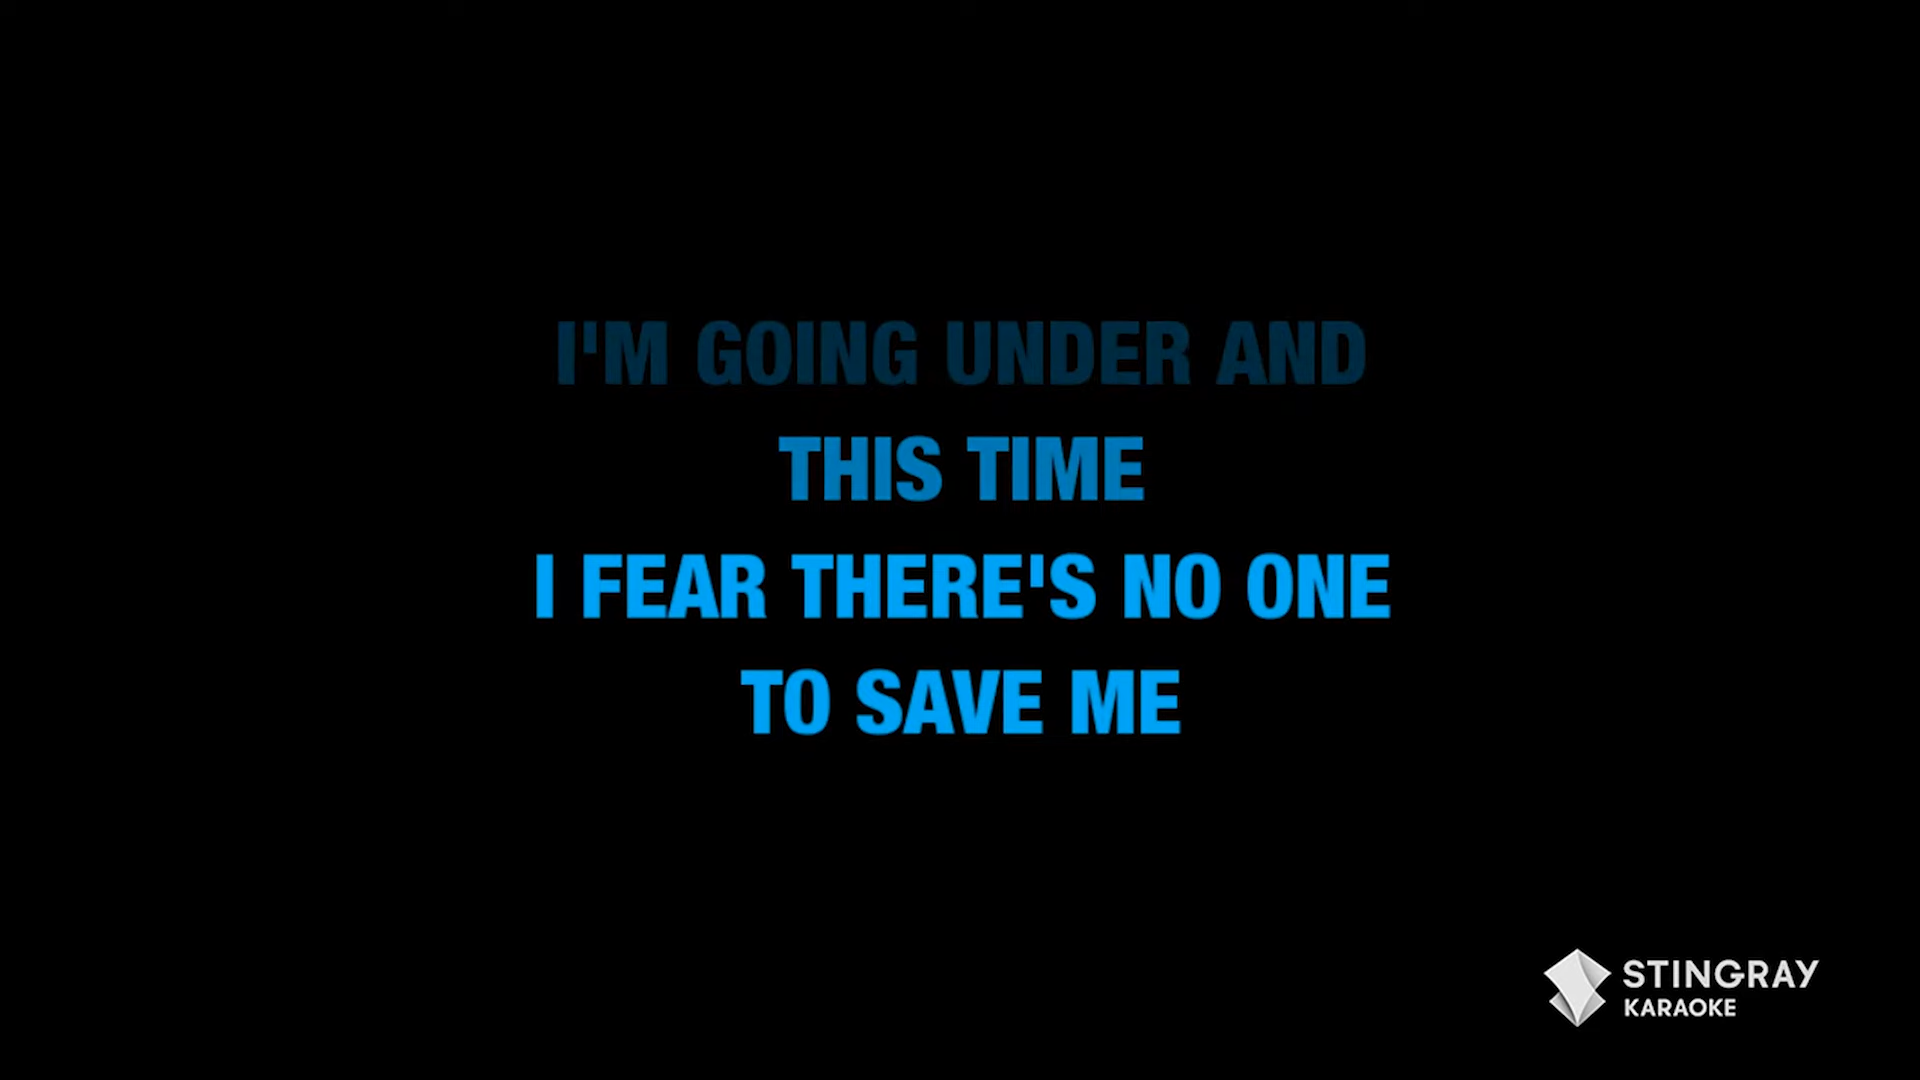 I'M GOING UNDER AND
THIS TIME
I FEAR THERE'S NO ONE
TO SAVE ME
STINGRAY
KARAOKE